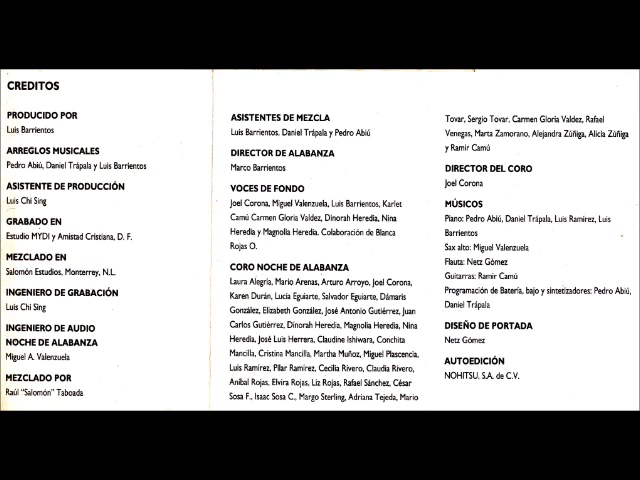 CREDITOS
PRODUCIDO POR
Luis Barrientos
ARREGLOS MUSICALES
Pedro Abiú, Daniel Trápala y Luis Barrientos
ASISTENTE DE PRODUCCIÓN
Luis Chi Sing
GRABADO EN
Estudio MYDI y Amistad Cristiana, D. F.
MEZCLADO EN
Salomón Estudios. Monterrey, N.L.
INGENIERO DE GRABACIÓN
Luis Chi Sing
INGENIERO DE AUDIO
NOCHE DE ALABANZA
Miguel A. Valenzuela
MEZCLADO POR
Raúl "Salomón" Taboada
ASISTENTES DE MEZCLA
Luis Barrientos, Daniel Trápala y Pedro Abiú
DIRECTOR DE ALABANZA
Marco Barrientos
VOCES DE FONDO
Joel Corona, Miguel Valenzuela, Luis Barrientos, Karlet
Camú Carmen Gloria Valdez, Dinorah Heredia, Nina
Heredia y Magnolia Heredia. Colaboración de Blanca
Rojas O.
CORO NOCHE DE ALABANZA
Laura Alegría, Mario Arenas, Arturo Arroyo, Joel Corona,
Karen Durán, Lucía Eguiarte, Salvador Eguiarte, Dámaris
González, Elizabeth González, José Antonio Gutiérrez, Juan
Carlos Gutiérrez, Dinorah Heredia, Magnolia Heredia, Nina
Heredia, José Luis Herrera, Claudine Ishiwara, Conchita
Mancilla, Cristina Mancilla, Martha Muñoz, Miguel Plascencia,
Luis Ramírez, Pilar Ramírez, Cecilia Rivero, Claudia Rivero,
Anibal Rojas, Elvira Rojas, Liz Rojas, Rafael Sánchez, César
Sosa F., Isaac Sosa C., Margo Sterling, Adriana Tejeda, Mario
Tovar, Sergio Tovar, Carmen Gloria Valdez, Rafael
Venegas, Marta Zamorano, Alejandra Zúñiga, Alicia Zúñiga
y Ramir Camú
DIRECTOR DEL CORO
Joel Corona
MÚSICOS
Piano: Pedro Abiú, Daniel Trápala, Luis Ramírez, Luis
Barrientos
Sax alto: Miguel Valenzuela
Flauta: Netz Gómez
Guitarras: Ramir Camú
Programación de Batería, bajo y sintetizadores: Pedro Abiú,
Daniel Trápala
DISEÑO DE PORTADA
Netz Gómez
AUTOEDICIÓN
NOHITSU, S.A. de C.V.